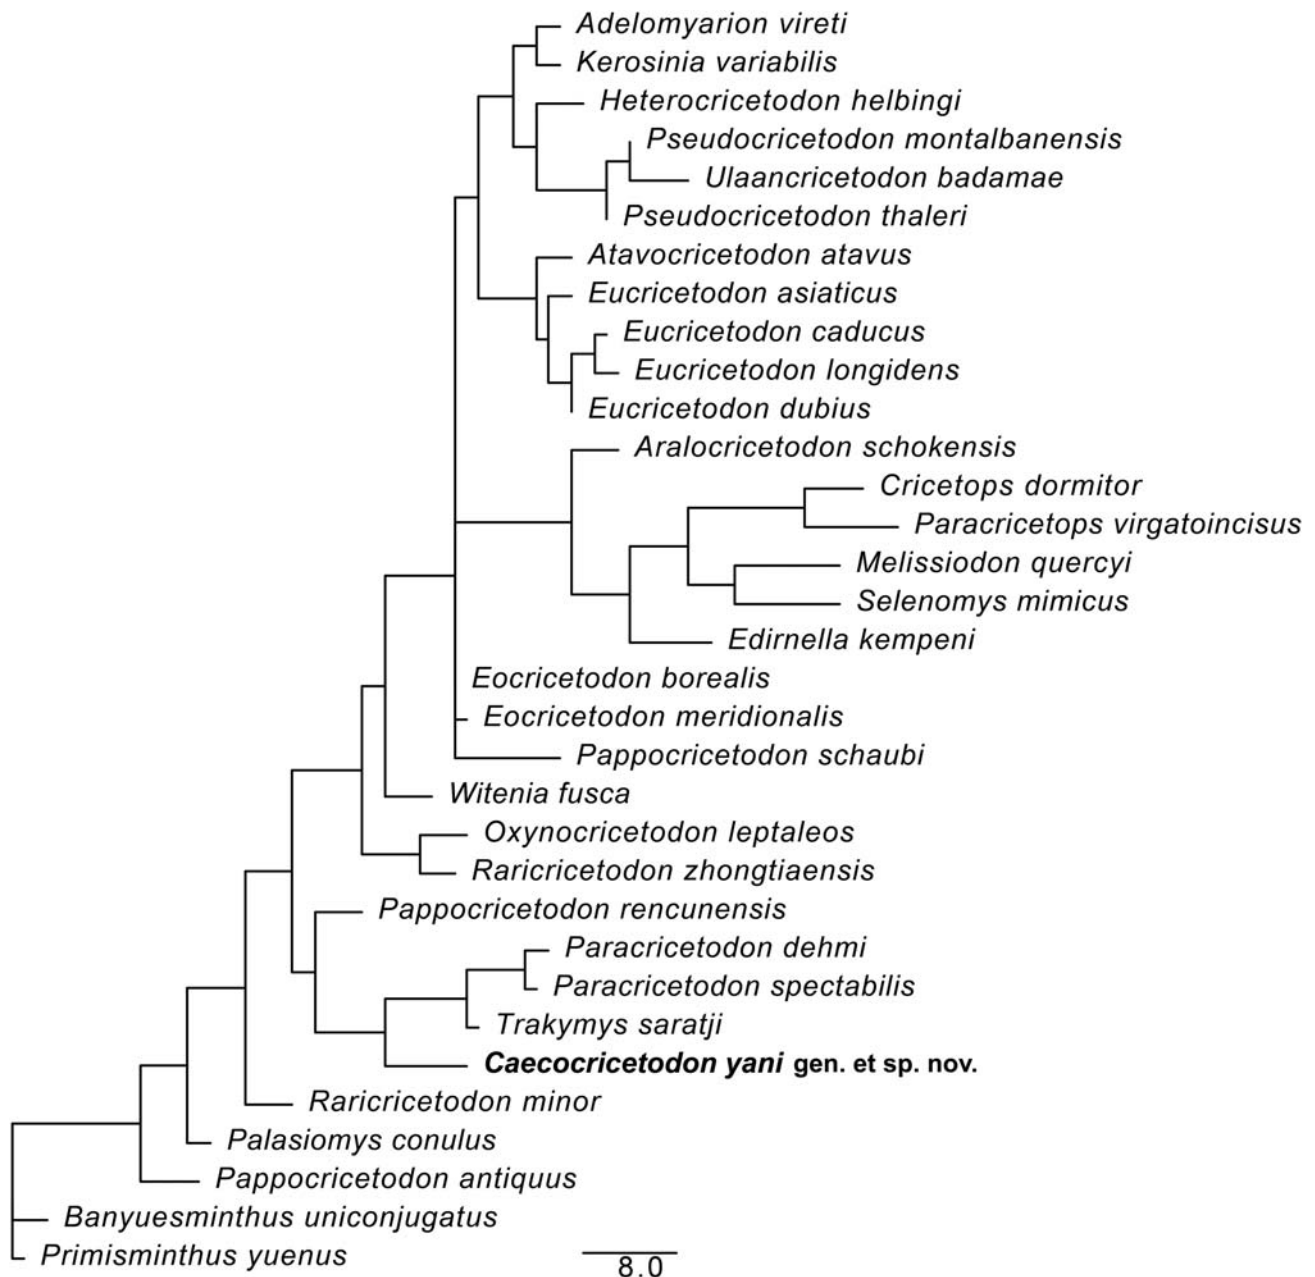 Adelomyarion vireti
Kerosinia variabilis
Heterocricetodon helbingi
Pseudocricetodon montalbanensis
Ulaancricetodon badamae
Pseudocricetodon thaleri
Atavocricetodon atavus
Eucricetodon asiaticus
Eucricetodon caducus
Eucricetodon longidens
Eucricetodon dubius
Aralocricetodon schokensis
Cricetops dormitor
Paracricetops virgatoincisus
Melissiodon quercyi
Selenomys mimicus
Edirnella kempeni
Eocricetodon borealis
Eocricetodon meridionalis
Pappocricetodon schaubi
Witenia fusca
Oxynocricetodon leptaleos
Raricricetodon zhongtiaensis
Pappocricetodon rencunensis
Paracricetodon dehmi
Paracricetodon spectabilis
Trakymys saratji
Caecocricetodon yani gen. et sp. nov.
Raricricetodon minor
Palasiomys conulus
Pappocricetodon antiquus
Banyuesminthus uniconjugatus
Primisminthus yuenus
8.0